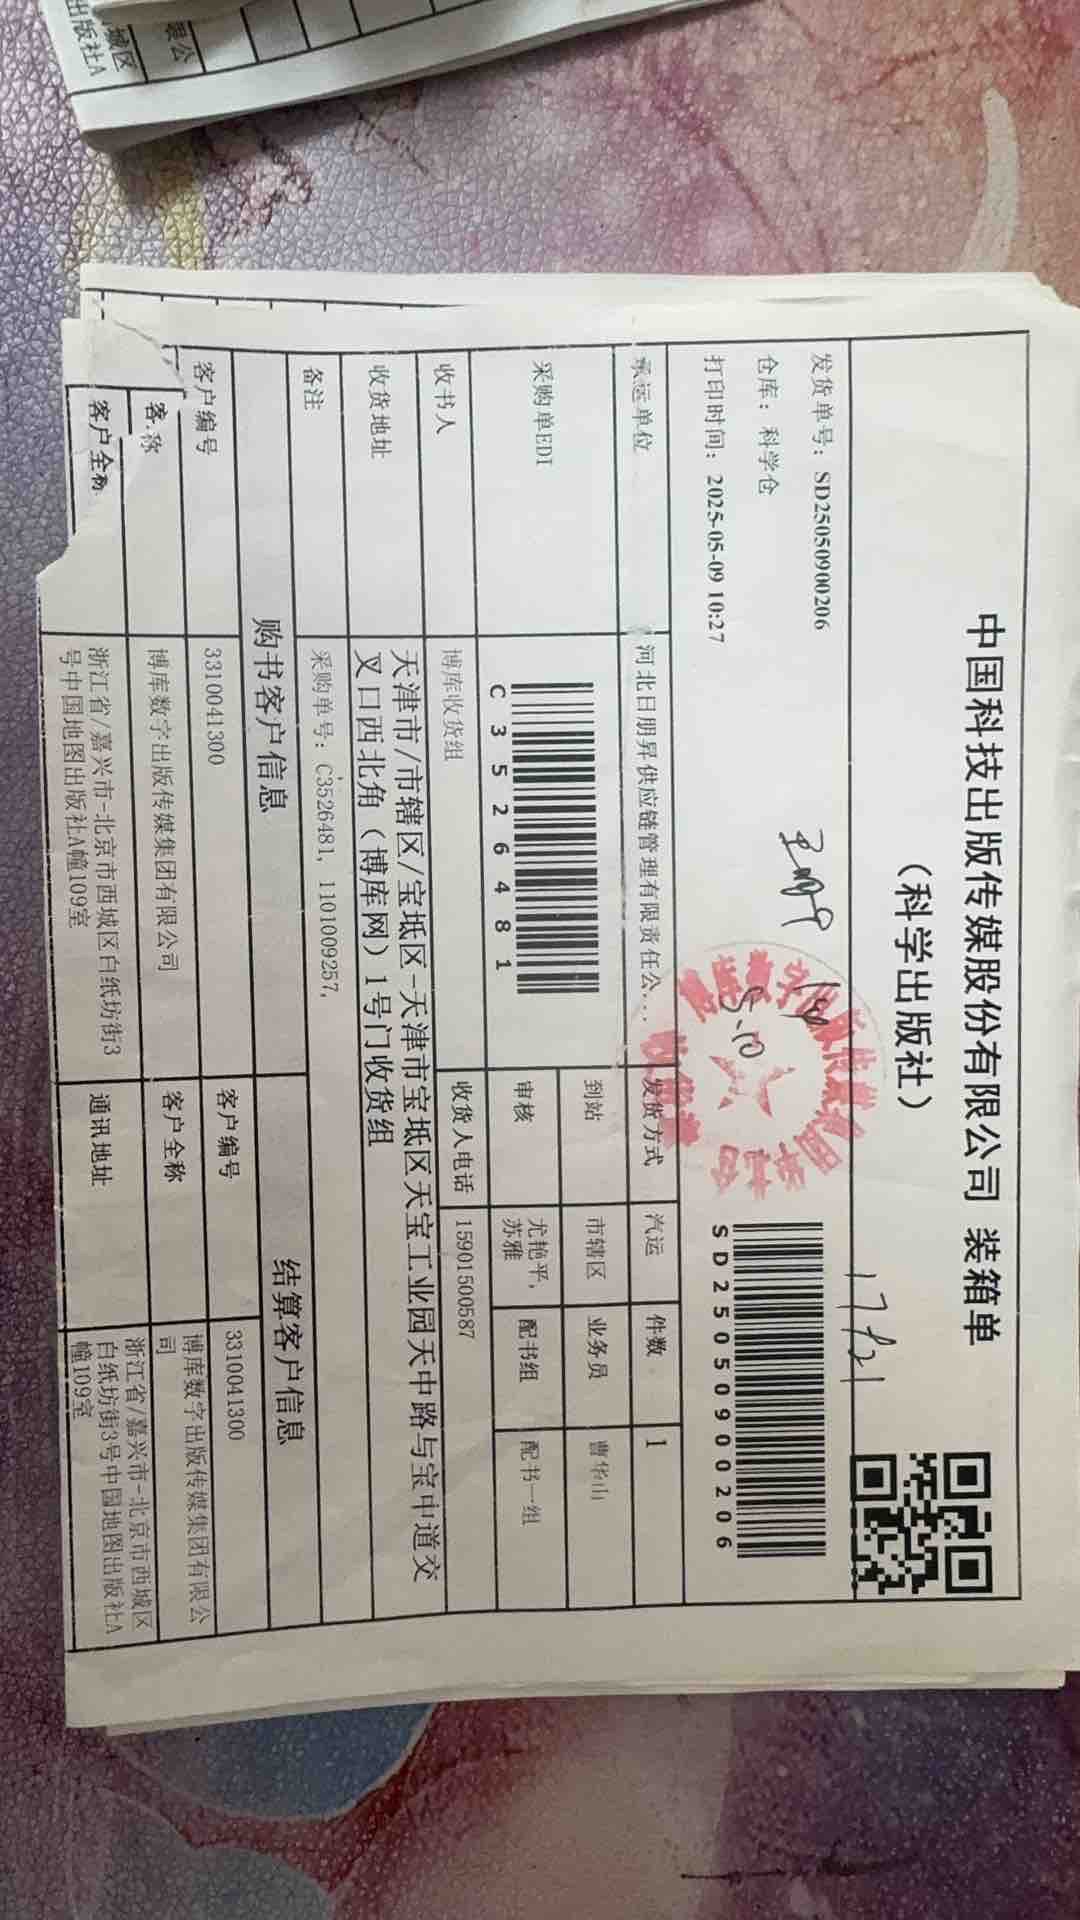 中国科技出版传媒股份有限公司 装箱单
（科学出版社）
发货单号：SD2505090206
仓库：科学仓
打印时间：2025-05-09 10:27
5.10
SD2505090206
承运单位 河北日朋昇供应链管理有限责任公... 发货方式 汽运 件数 1
采购单EDI C3526481 到站 市辖区 业务员 曹华山
审核 尤艳平, 苏雅 配书组 配书一组
收书人 博库收货组 收货人电话 15901500587
收货地址 天津市/市辖区/宝坻区-天津市宝坻区天宝工业园天中路与宝中道交
叉口西北角（博库网）1号门收货组
备注 采购单号：C3526481, 1101009257,
购书客户信息 结算客户信息
客户编号 3310041300 客户编号 3310041300
客 称 博库数字出版传媒集团有限公司 客户全称 博库数字出版传媒集团有限公
司
客户全称 浙江省/嘉兴市-北京市西城区白纸坊街3
号中国地图出版社A幢109室
通讯地址 浙江省/嘉兴市-北京市西城区
白纸坊街3号中国地图出版社A
幢109室
限公
城区
出版社A